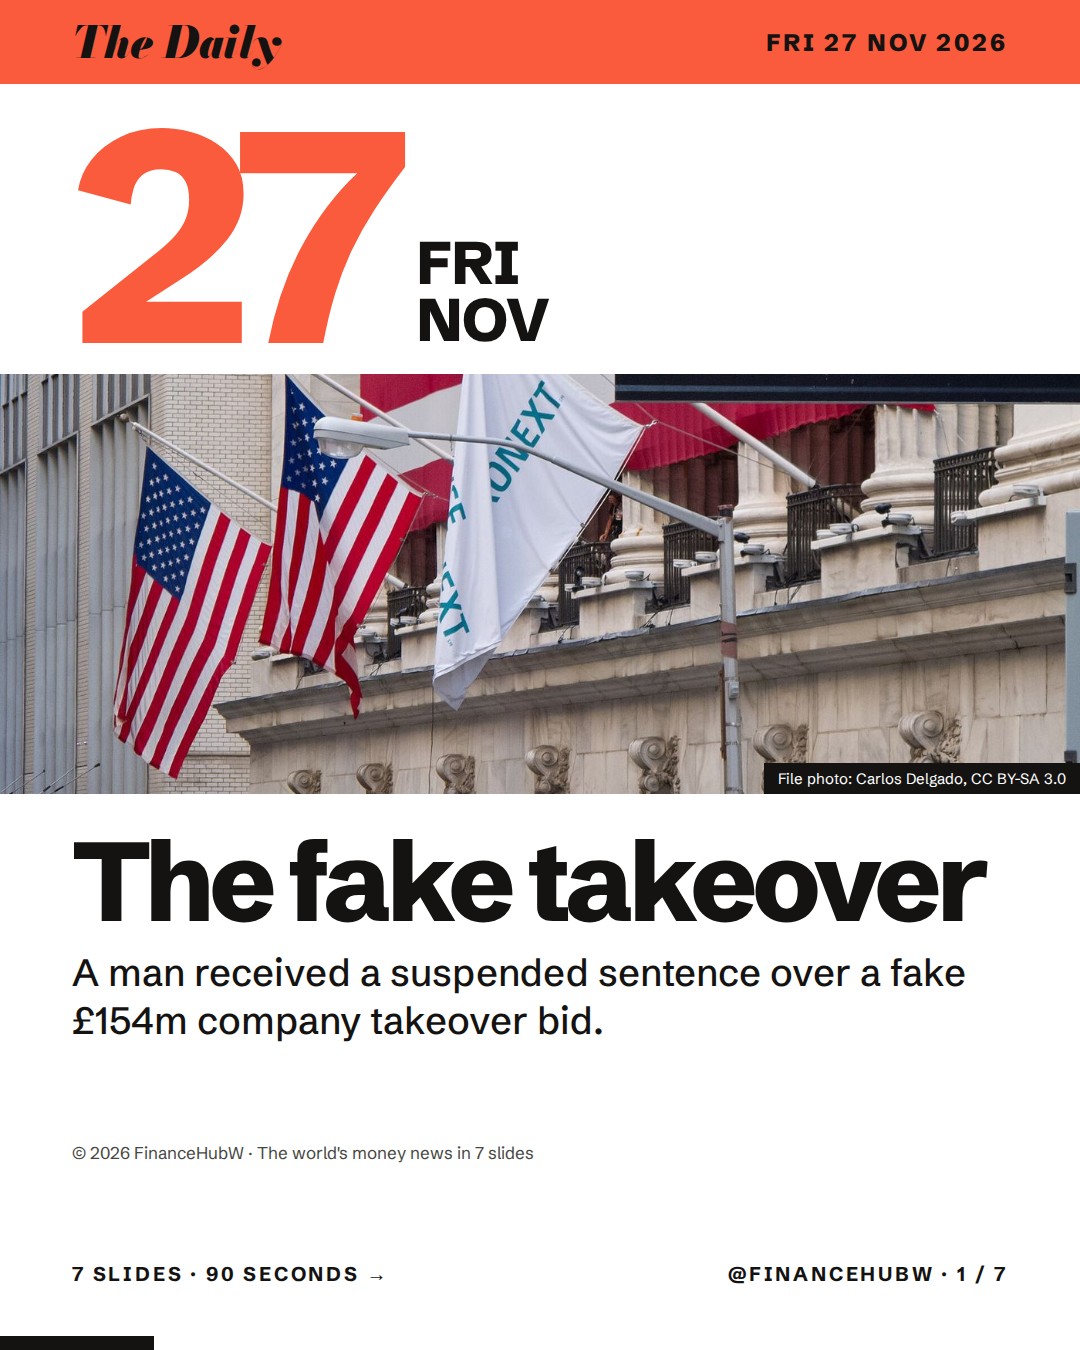 The Daily
FRI 27 NOV 2026
27
FRI
NOV
File photo: Carlos Delgado, CC BY-SA 3.0
The fake takeover
A man received a suspended sentence over a fake
£154m company takeover bid.
© 2026 FinanceHubW · The world's money news in 7 slides
7 SLIDES · 90 SECONDS →
@FINANCEHUBW · 1 / 7